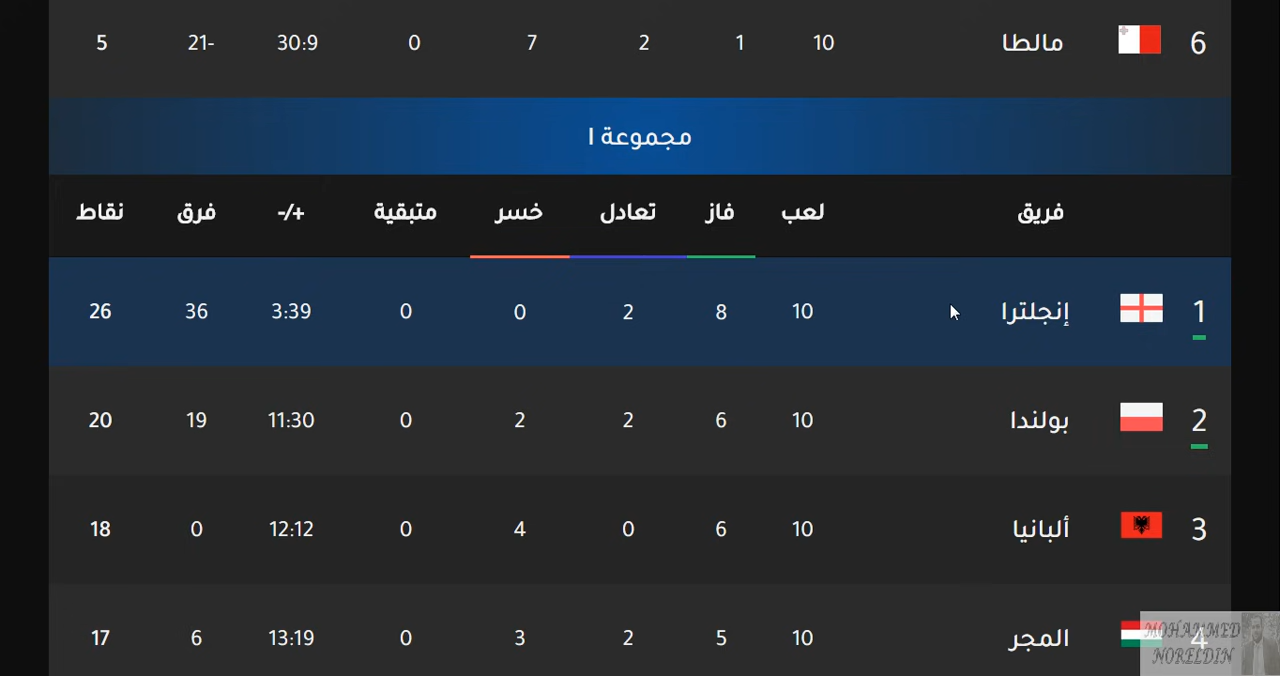 6 مالطا 10 1 2 7 0 30:9 21- 5
مجموعة ا
فريق لعب فاز تعادل خسر متبقية +/- فرق نقاط
1 إنجلترا 10 8 2 0 0 3:39 36 26
2 بولندا 10 6 2 2 0 11:30 19 20
3 ألبانيا 10 6 0 4 0 12:12 0 18
4 المجر 10 5 2 3 0 13:19 6 17
MOHAMMED
NORELDIN